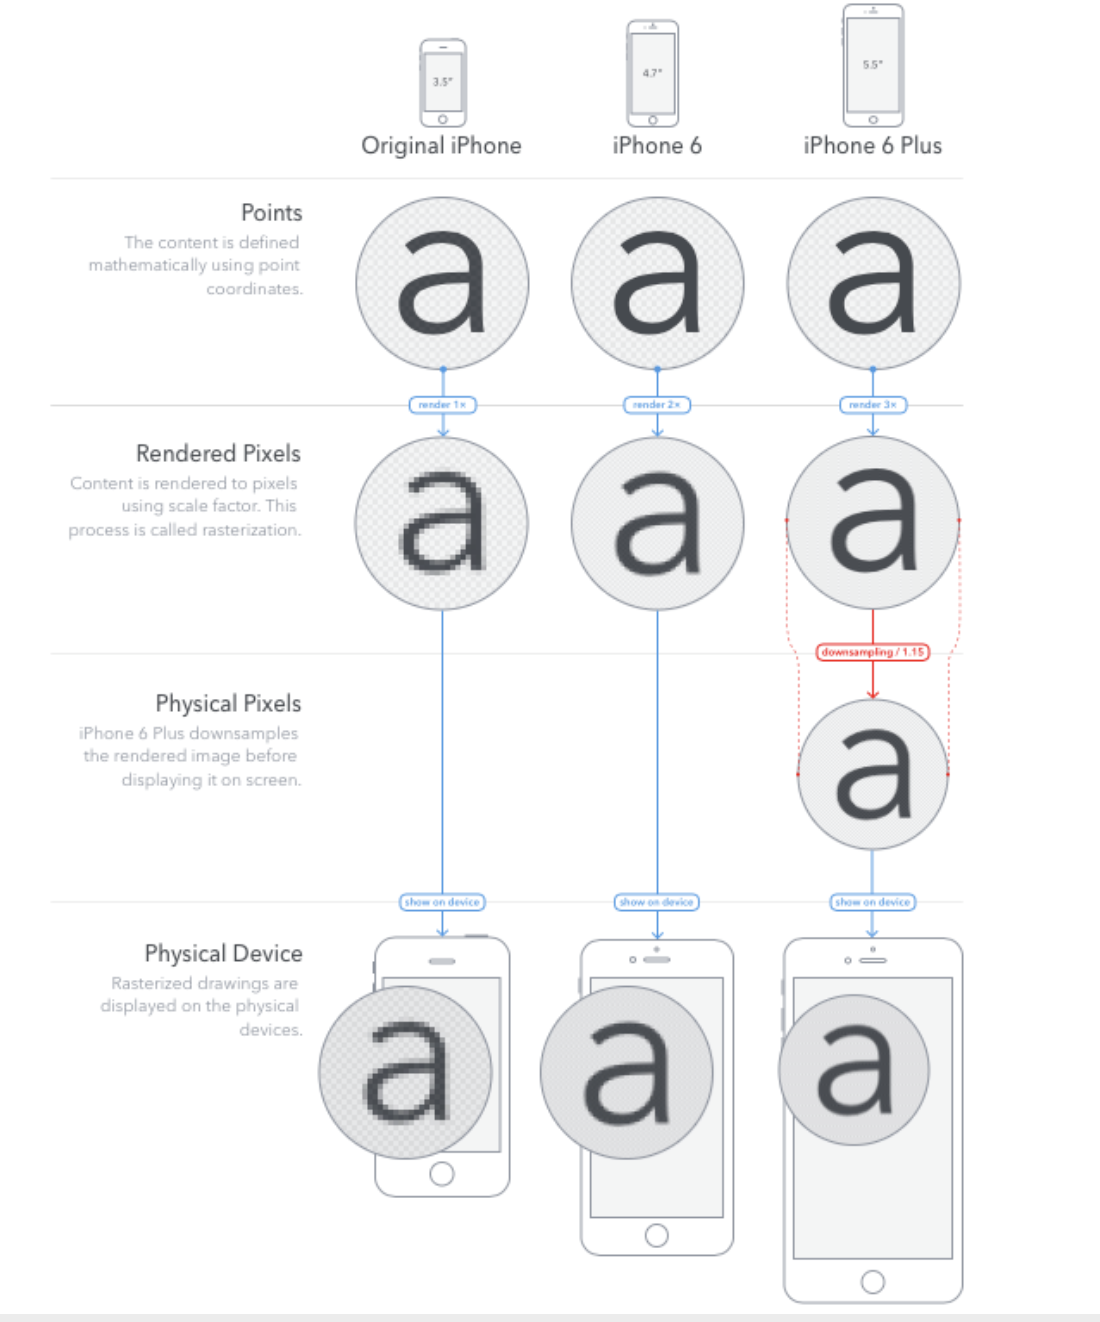 3.5"
4.7"
5.5"
Original iPhone
iPhone 6
iPhone 6 Plus
Points
The content is defined
mathematically using point
coordinates.
a
a
a
render 1×
render 2×
render 3×
Rendered Pixels
Content is rendered to pixels
using scale factor. This
process is called rasterization.
a
a
a
downsampling / 1.15
Physical Pixels
iPhone 6 Plus downsamples
the rendered image before
displaying it on screen.
a
show on device
show on device
show on device
Physical Device
Rasterized drawings are
displayed on the physical
devices.
a
a
a